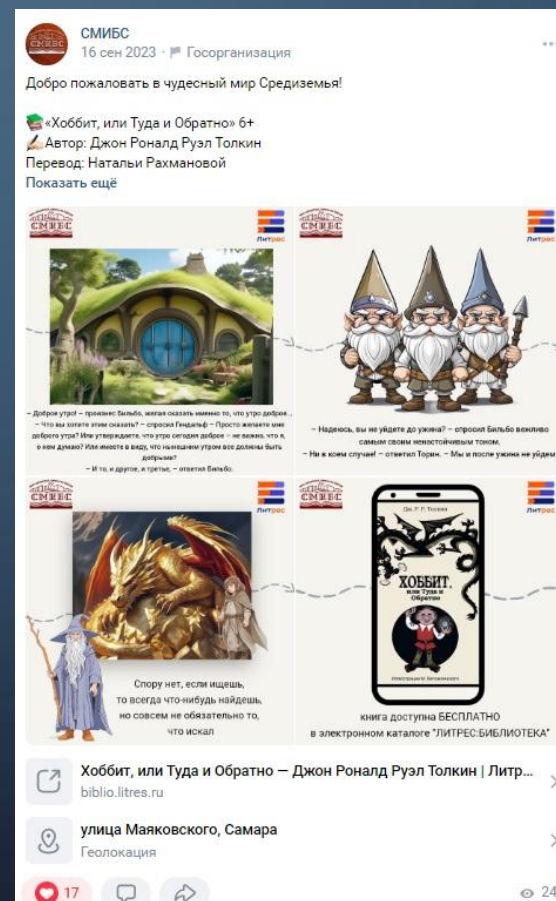 СМИБС
16 сен 2023 · Госорганизация
Добро пожаловать в чудесный мир Средиземья!
«Хоббит, или Туда и Обратно» 6+
Автор: Джон Роналд Руэл Толкин
Перевод: Натальи Рахмановой
Показать ещё
СМИБС
Литрес
– Доброе утро! – произнес Бильбо, желая сказать именно то, что утро доброе...
– Что вы хотите этим сказать? – спросил Гендальф – Просто желаете мне
доброго утра? Или утверждаете, что утро сегодня доброе – не важно, что я,
о нем думаю? Или имеете в виду, что нынешним утром все должны быть
добрыми?
– И то, и другое, и третье, – ответил Бильбо.
СМИБС
Литрес
– Надеюсь, вы не уйдете до ужина? – спросил Бильбо вежливо
самым своим ненастойчивым тоном.
– Ни в коем случае! – ответил Торин. – Мы и после ужина не уйдем
СМИБС
Литрес
Спору нет, если ищешь,
то всегда что-нибудь найдешь,
но совсем не обязательно то,
что искал
СМИБС
Литрес
Дж. Р. Р. Толкин
ХОББИТ,
или Туда и
Обратно
книга доступна БЕСПЛАТНО
в электронном каталоге "ЛИТРЕС:БИБЛИОТЕКА"
Хоббит, или Туда и Обратно — Джон Роналд Руэл Толкин | Литр...
biblio.litres.ru
улица Маяковского, Самара
Геолокация
17